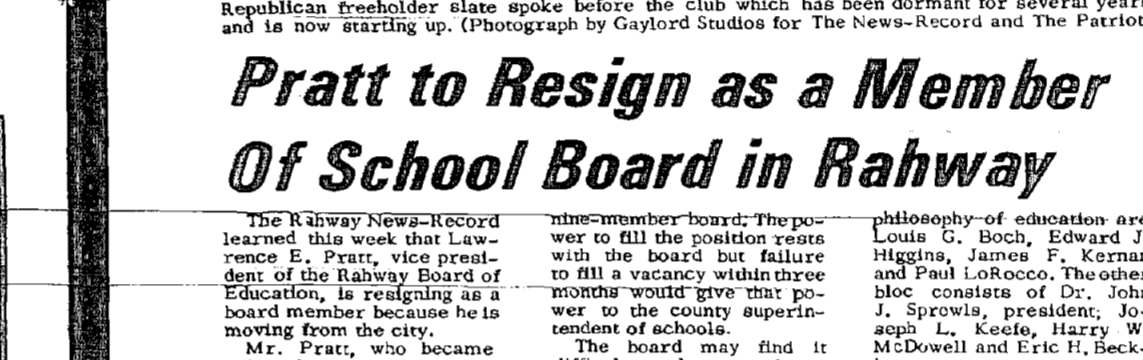 Republican freeholder slate spoke before the club which has been dormant for several years
and is now starting up. (Photograph by Gaylord Studios for The News-Record and The Patriot
Pratt to Resign as a Member
Of School Board in Rahway
The Rahway News-Record
learned this week that Law-
rence E. Pratt, vice presi-
dent of the Rahway Board of
Education, is resigning as a
board member because he is
moving from the city.
Mr. Pratt, who became
nine-member board. The po-
wer to fill the position rests
with the board but failure
to fill a vacancy within three
months would give that po-
wer to the county superin-
tendent of schools.
The board may find it
philosophy of education are
Louis G. Boch, Edward J.
Higgins, James F. Kernan
and Paul LoRocco. The other
bloc consists of Dr. John
J. Sprowls, president; Jo-
seph L. Keefe, Harry W.
McDowell and Eric H. Beck-